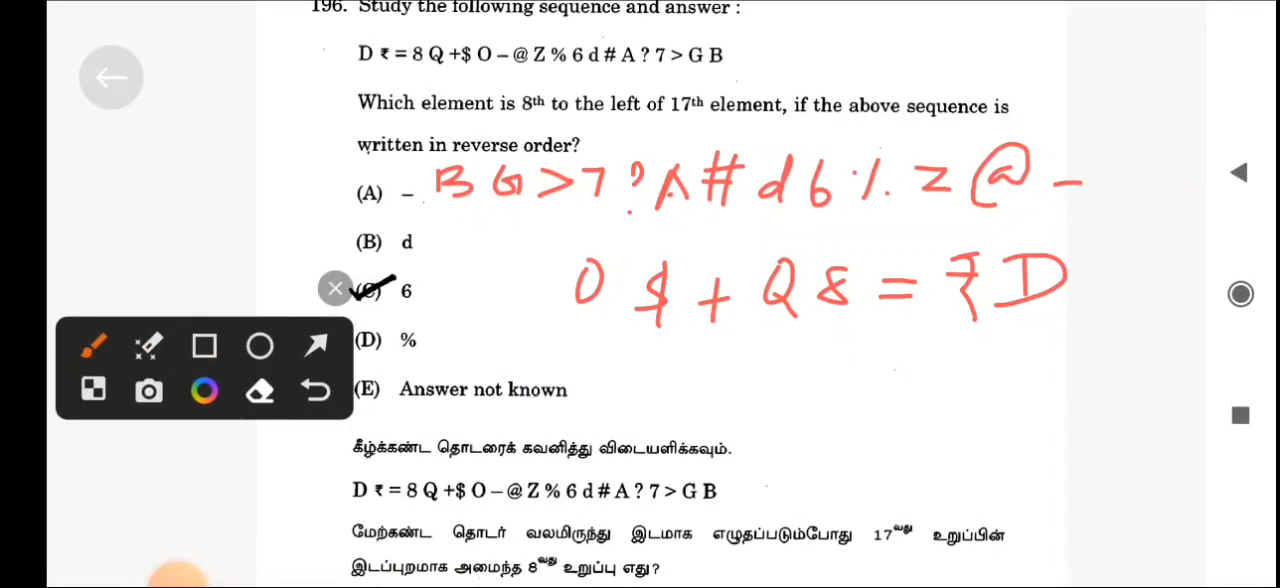 196. Study the following sequence and answer :
D ₹ = 8 Q +$ O – @ Z % 6 d # A ? 7 > G B
Which element is 8th to the left of 17th element, if the above sequence is
written in reverse order?
B G > 7 ? A # d 6 % Z @ –
(A) –
(B) d
0 $ + Q 8 = ₹ D
(C) 6
(D) %
(E) Answer not known
கீழ்க்கண்ட தொடரைக் கவனித்து விடையளிக்கவும்.
D ₹ = 8 Q +$ O – @ Z % 6 d # A ? 7 > G B
மேற்கண்ட தொடர் வலமிருந்து இடமாக எழுதப்படும்போது 17வது உறுப்பின்
இடப்புறமாக அமைந்த 8வது உறுப்பு எது?